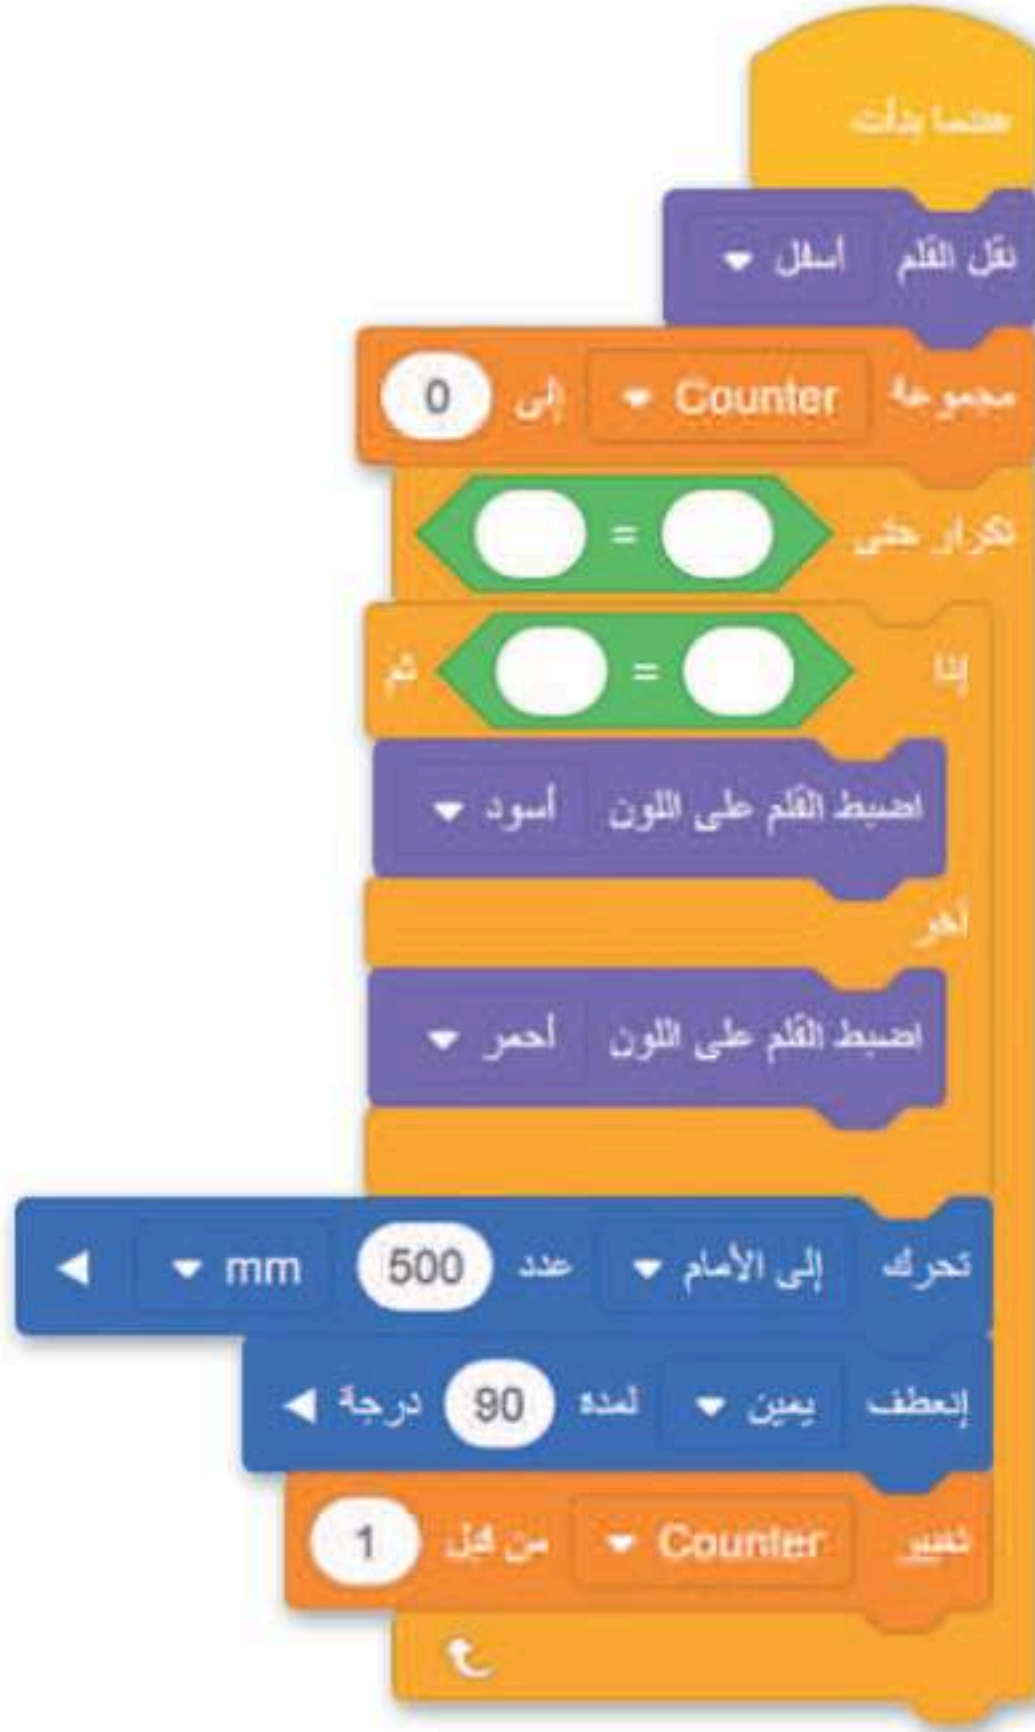 عندما بدأت
نقل القلم أسفل
مجموعة Counter إلى 0
تكرار حتى =
إذا = ثم
اضبط القلم على اللون أسود
آخر
اضبط القلم على اللون أحمر
تحرك إلى الأمام عدد 500 mm
إنعطف يمين لمدة 90 درجة
تغيير Counter من قبل 1